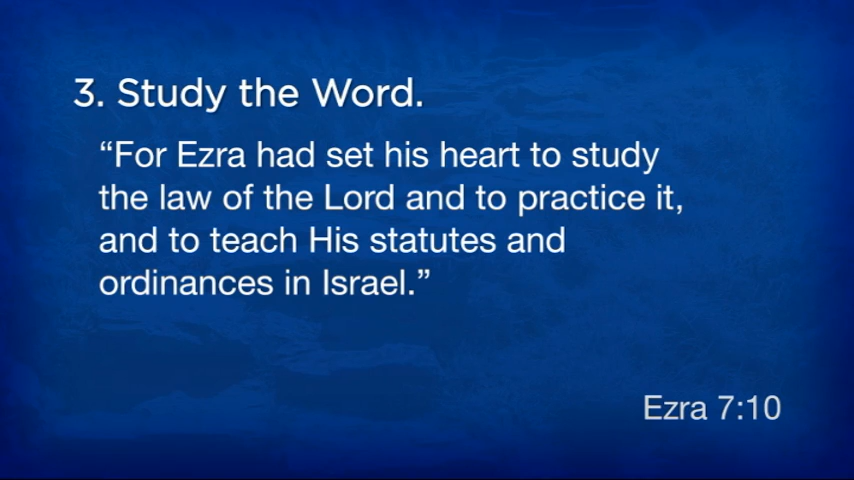 3. Study the Word.
“For Ezra had set his heart to study
the law of the Lord and to practice it,
and to teach His statutes and
ordinances in Israel.”
Ezra 7:10